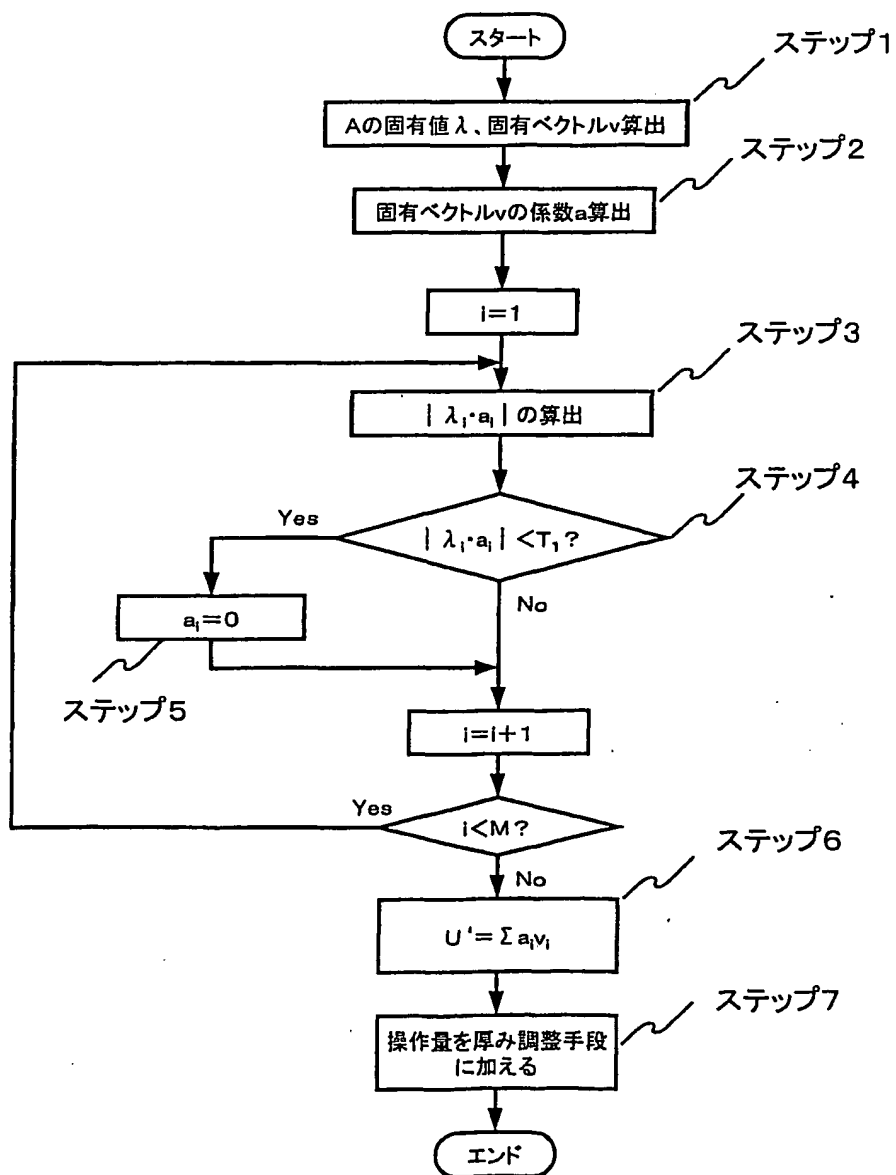 スタート
ステップ1
Aの固有値λ、固有ベクトルv算出
ステップ2
固有ベクトルvの係数a算出
i=1
ステップ3
| λi・ai | の算出
ステップ4
Yes
| λi・ai | <T1?
No
ai=0
ステップ5
i=i+1
Yes
i<M?
ステップ6
No
U'=Σaivi
ステップ7
操作量を厚み調整手段
に加える
エンド